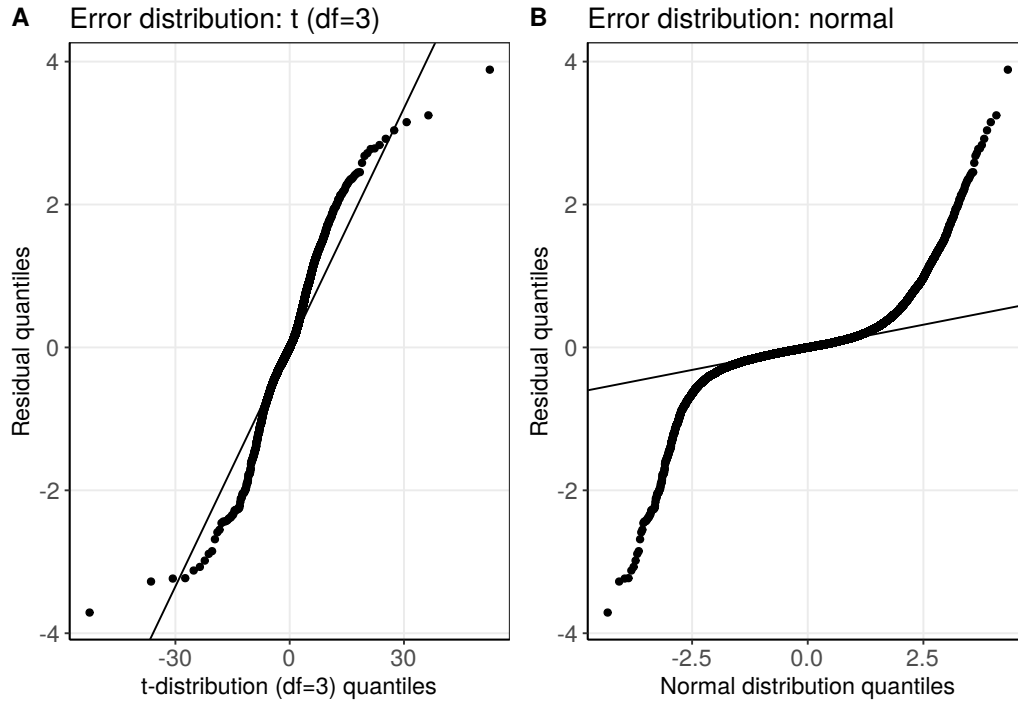 A Error distribution: t (df=3)
4
2
0
-2
-4
Residual quantiles
-30 0 30
t-distribution (df=3) quantiles
B Error distribution: normal
4
2
0
-2
-4
Residual quantiles
-2.5 0.0 2.5
Normal distribution quantiles